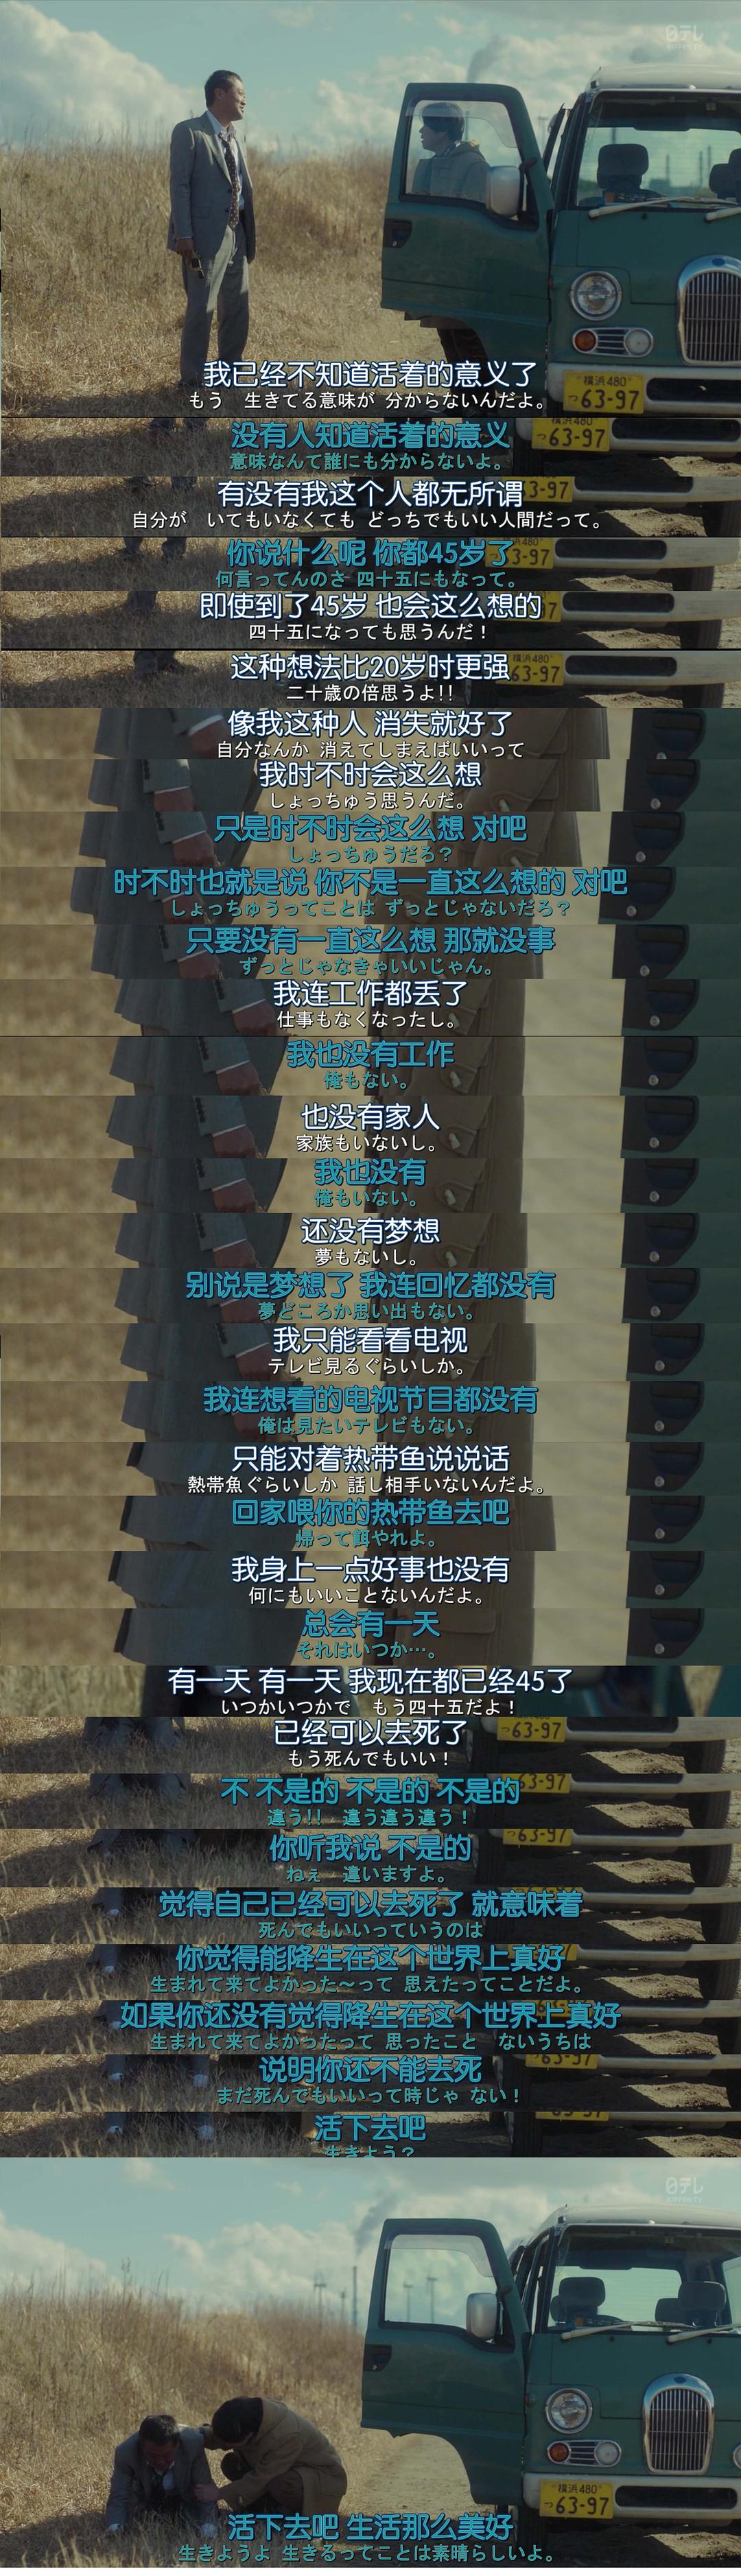 日テレ
我已经不知道活着的意义了
もう 生きてる意味が 分からないんだよ。
横浜480
つ 63-97
没有人知道活着的意义
意味なんて誰にも分からないよ。
横浜480
つ 63-97
有没有我这个人都无所谓
自分が いてもいなくても どっちでもいい人間だって。
3-97
你说什么呢 你都45岁了
何言ってんのさ 四十五にもなって。
63-97
即使到了45岁 也会这么想的
四十五になっても思うんだ！
这种想法比20岁时更强
二十歳の倍思うよ!!
横浜480
63-97
像我这种人 消失就好了
自分なんか 消えてしまえばいいって
我时不时会这么想
しょっちゅう思うんだ。
只是时不时会这么想 对吧
しょっちゅうだろ？
时不时也就是说 你不是一直这么想的 对吧
しょっちゅうってことは ずっとじゃないだろ？
只要没有一直这么想 那就没事
ずっとじゃなきゃいいじゃん。
我连工作都丢了
仕事もなくなったし。
我也没有工作
俺もない。
也没有家人
家族もいないし。
我也没有
俺もいない。
还没有梦想
夢もないし。
别说是梦想了 我连回忆都没有
夢どころか思い出もない。
我只能看看电视
テレビ見るぐらいしか。
我连想看的电视节目都没有
俺は見たいテレビもない。
只能对着热带鱼说说话
熱帯魚ぐらいしか 話し相手いないんだよ。
回家喂你的热带鱼去吧
帰って餌やれよ。
我身上一点好事也没有
何にもいいことないんだよ。
总会有一天
それはいつか…。
有一天 有一天 我现在都已经45了
いつかいつかで もう四十五だよ！
已经可以去死了
もう死んでもいい！
つ 63-97
不 不是的 不是的 不是的
違う!! 違う違う違う！
63-97
你听我说 不是的
ねぇ 違いますよ。
つ 63-97
觉得自己已经可以去死了 就意味着
死んでもいいっていうのは
你觉得能降生在这个世界上真好
生まれて来てよかった～って 思えたってことだよ。
如果你还没有觉得降生在这个世界上真好
生まれて来てよかったって 思ったこと ないうちは
说明你还不能去死
まだ死んでもいいって時じゃ ない！
63-97
活下去吧
生きよう？
日テレ
横浜480
つ 63-97
活下去吧 生活那么美好
生きようよ 生きるってことは素晴らしいよ。